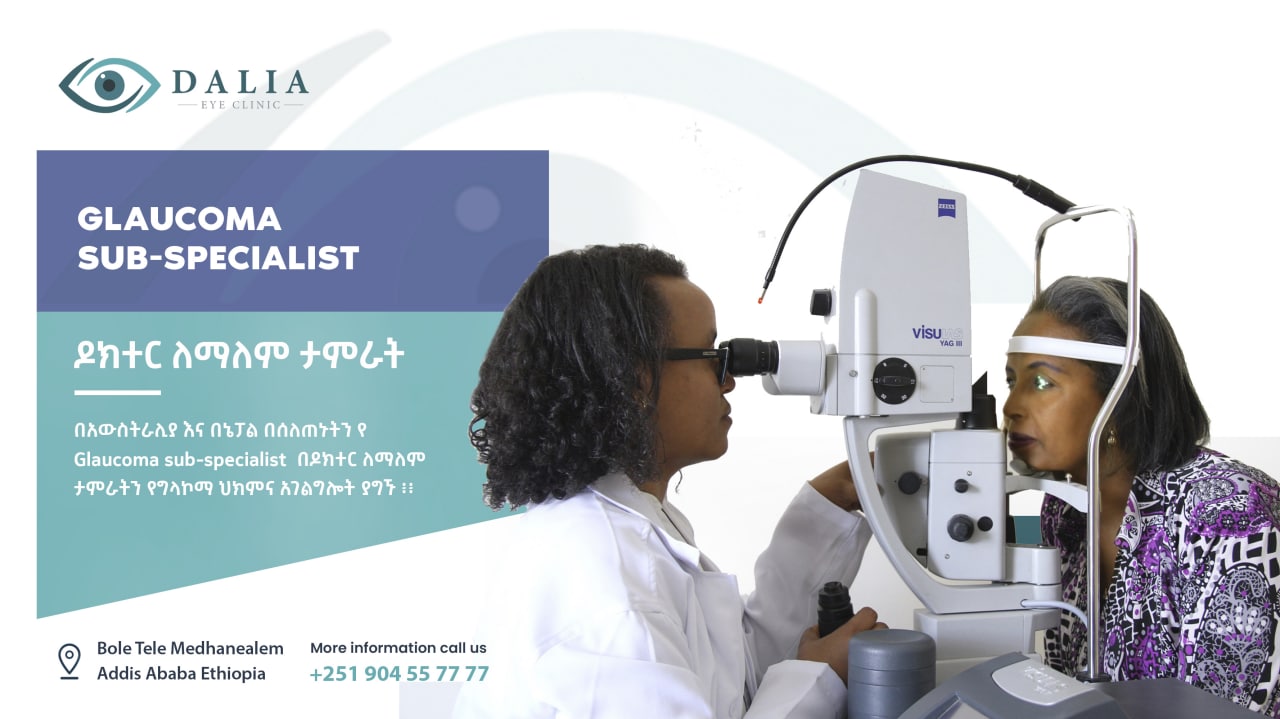 DALIA
EYE CLINIC
GLAUCOMA
SUB-SPECIALIST
ዶክተር ለማለም ታምራት
በአውስትራሊያ እና በኔፓል በሰለጠኑትን የ
Glaucoma sub-specialist በዶክተር ለማለም
ታምራትን የግላኮማ ህክምና አገልግሎት ያግኙ ፡፡
ZEISS
VISULAS
YAG III
Bole Tele Medhanealem
Addis Ababa Ethiopia
More information call us
+251 904 55 77 77